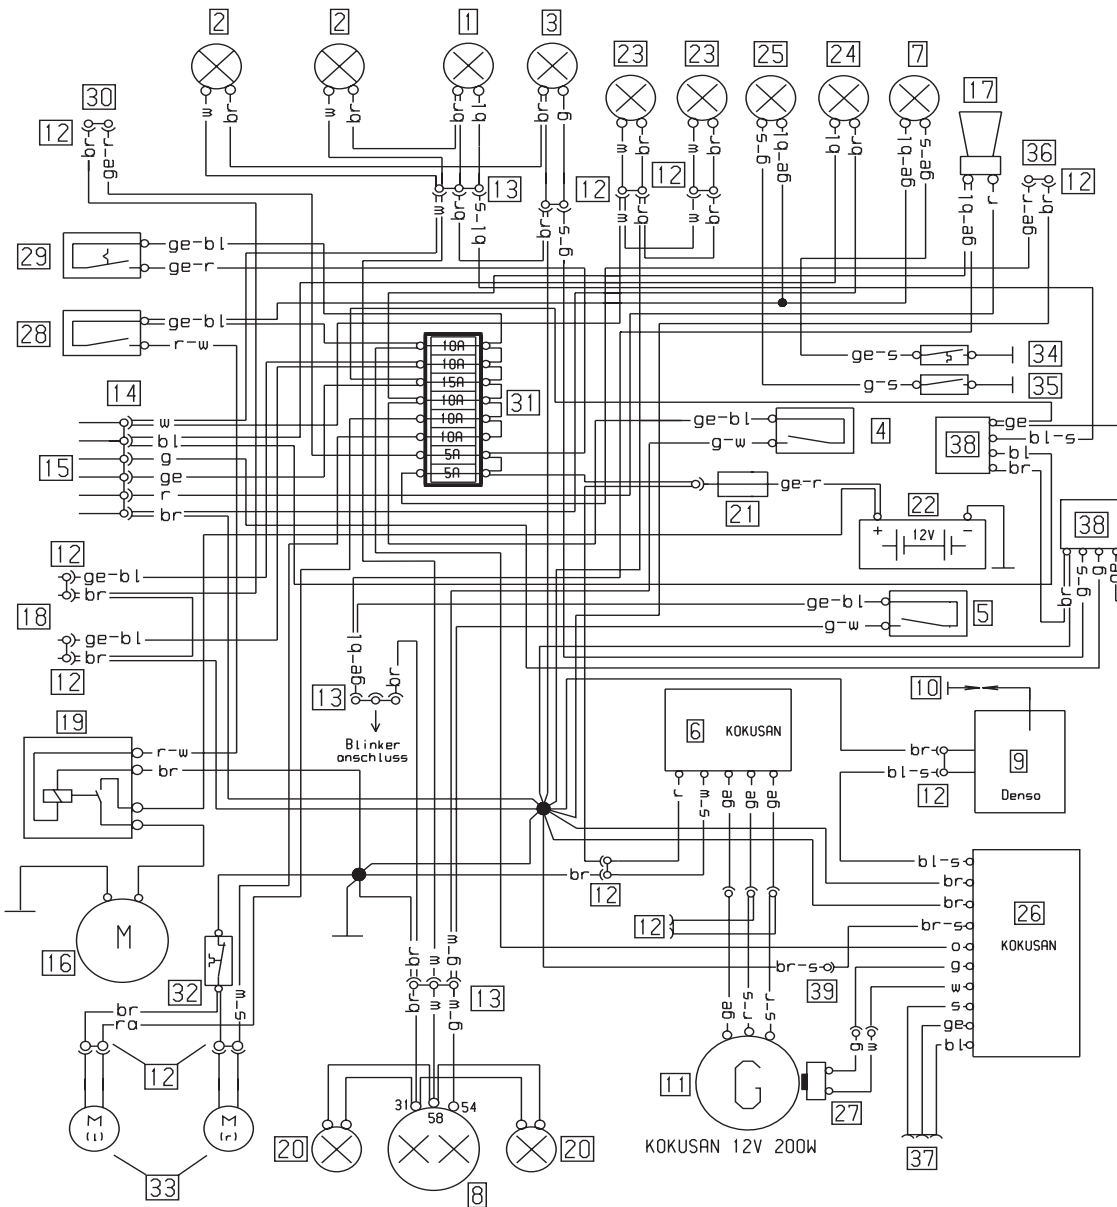 2
2
1
3
23
23
25
24
7
17
30
12
w
br
w
br
br
bl
br
g
w
br
w
br
g-s
ge-bl
bl
br
ge-bl
ge-s
36
12
br
ge-r
13
12
12
w
br
bl-s
br
g-s
w
br
w
br
ge-bl
r
ge-r
br
29
ge-bl
ge-r
28
ge-bl
r-w
10A
10A
15A
10A
10A
10A
5A
5A
31
ge-s
34
g-s
35
14
15
w
bl
g
ge
r
br
ge-bl
g-w
4
38
ge
bl-s
bl
br
21
ge-r
22
+
12V
-
38
br
g-s
g
ge
12
ge-bl
br
18
ge-bl
br
12
ge-bl
g-w
5
ge-bl
br
13
Blinker
anschluss
10
19
r-w
br
6
KOKUSAN
r
w-s
ge
ge
ge
br
bl-s
12
9
Denso
br
12
12
16
M
32
w-s
br
w
w-g
br
w
w-g
13
br
ra
12
M
(l)
M
(r)
33
31
58
54
20
20
8
ge
r-s
r-s
11
G
KOKUSAN 12V 200W
27
g
w
br-s
39
bl-s
br
br
br-s
o
g
w
s
ge
bl
26
KOKUSAN
37